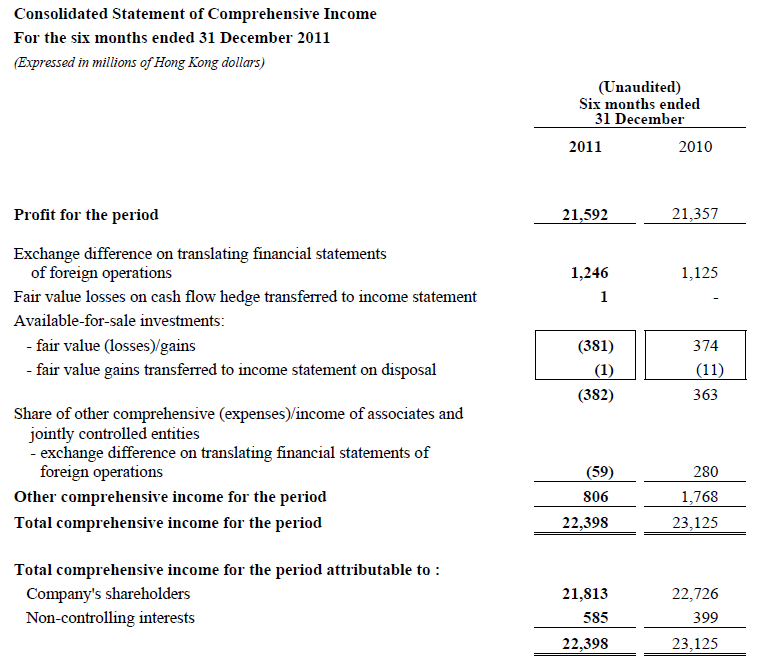 Consolidated Statement of Comprehensive Income
For the six months ended 31 December 2011
(Expressed in millions of Hong Kong dollars)
(Unaudited)
Six months ended
31 December
2011 2010
Profit for the period 21,592 21,357
Exchange difference on translating financial statements
of foreign operations 1,246 1,125
Fair value losses on cash flow hedge transferred to income statement 1 -
Available-for-sale investments:
- fair value (losses)/gains (381) 374
- fair value gains transferred to income statement on disposal (1) (11)
(382) 363
Share of other comprehensive (expenses)/income of associates and
jointly controlled entities
- exchange difference on translating financial statements of
foreign operations (59) 280
Other comprehensive income for the period 806 1,768
Total comprehensive income for the period 22,398 23,125
Total comprehensive income for the period attributable to :
Company's shareholders 21,813 22,726
Non-controlling interests 585 399
22,398 23,125